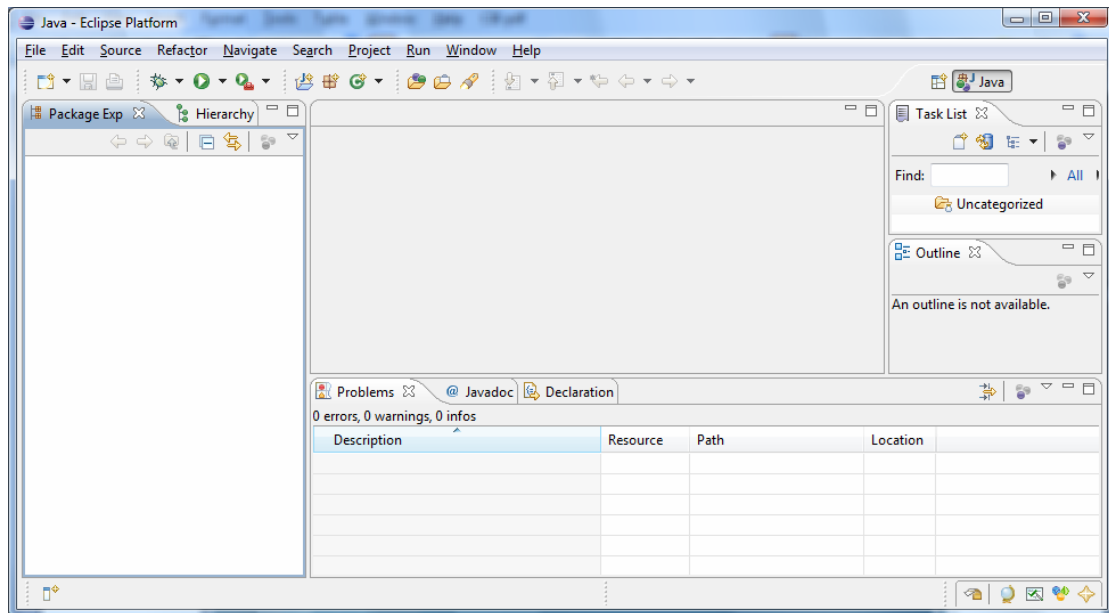 Java - Eclipse Platform
File Edit Source Refactor Navigate Search Project Run Window Help
Java
Package Exp Hierarchy
Task List
Find: All
Uncategorized
Outline
An outline is not available.
Problems @ Javadoc Declaration
0 errors, 0 warnings, 0 infos
Description Resource Path Location